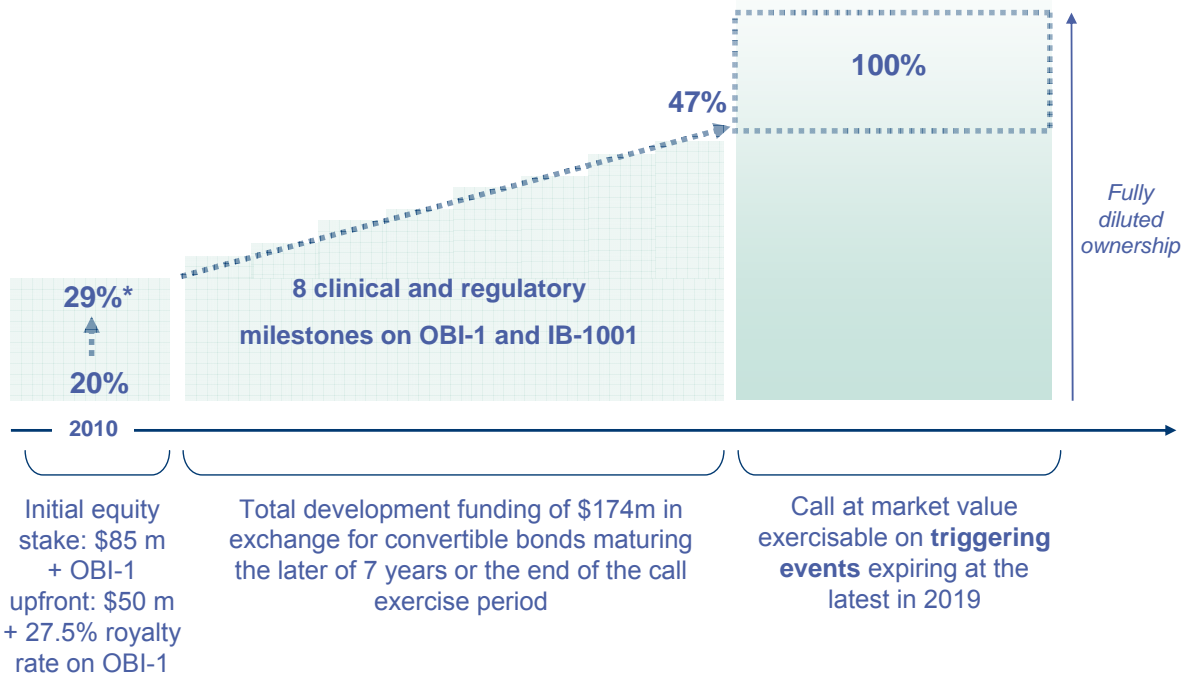 100%
47%
Fully
diluted
ownership
29%*
20%
8 clinical and regulatory
milestones on OBI-1 and IB-1001
2010
Initial equity
stake: $85 m
+ OBI-1
upfront: $50 m
+ 27.5% royalty
rate on OBI-1
Total development funding of $174m in
exchange for convertible bonds maturing
the later of 7 years or the end of the call
exercise period
Call at market value
exercisable on triggering
events expiring at the
latest in 2019